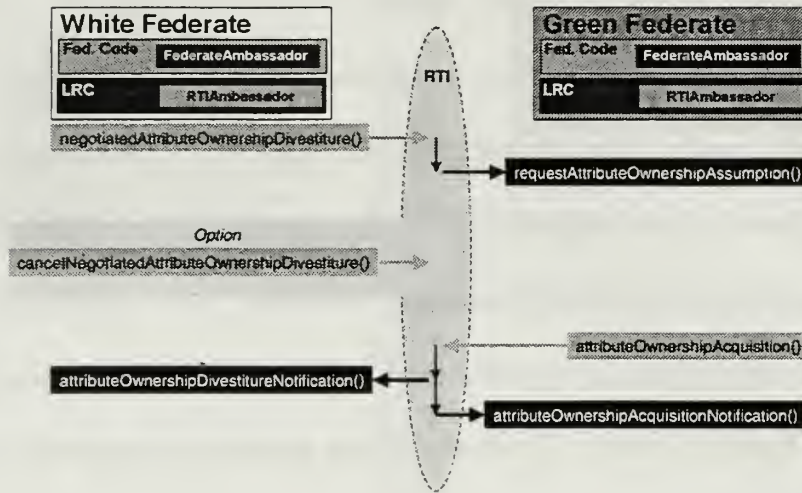 White Federate
Fed. Code
FederateAmbassador
LRC
RTIAmbassador
RTI
Green Federate
Fed. Code
FederateAmbassador
LRC
RTIAmbassador
negotiatedAttributeOwnershipDivestiture()
requestAttributeOwnershipAssumption()
Option
cancelNegotiatedAttributeOwnershipDivestiture()
attributeOwnershipAcquisition()
attributeOwnershipDivestitureNotification()
attributeOwnershipAcquisitionNotification()